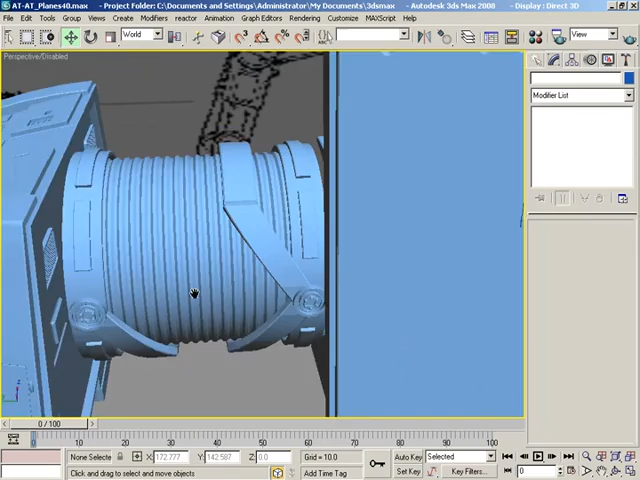 AT-AT_Planes40.max - Project Folder: C:\Documents and Settings\Administrator\My Documents\3dsmax - Autodesk 3ds Max 2008 - Display : Direct 3D
File Edit Tools Group Views Create Modifiers reactor Animation Graph Editors Rendering Customize MAXScript Help
World View
Perspective/Disabled
Modifier List
0 / 100
0 10 20 30 40 50 60 70 80 90 100
None Selecte X: 172.777 Y: 142.587 Z: 0.0 Grid = 10.0 Auto Key Selected
Click and drag to select and move objects Add Time Tag Set Key Key Filters... 0